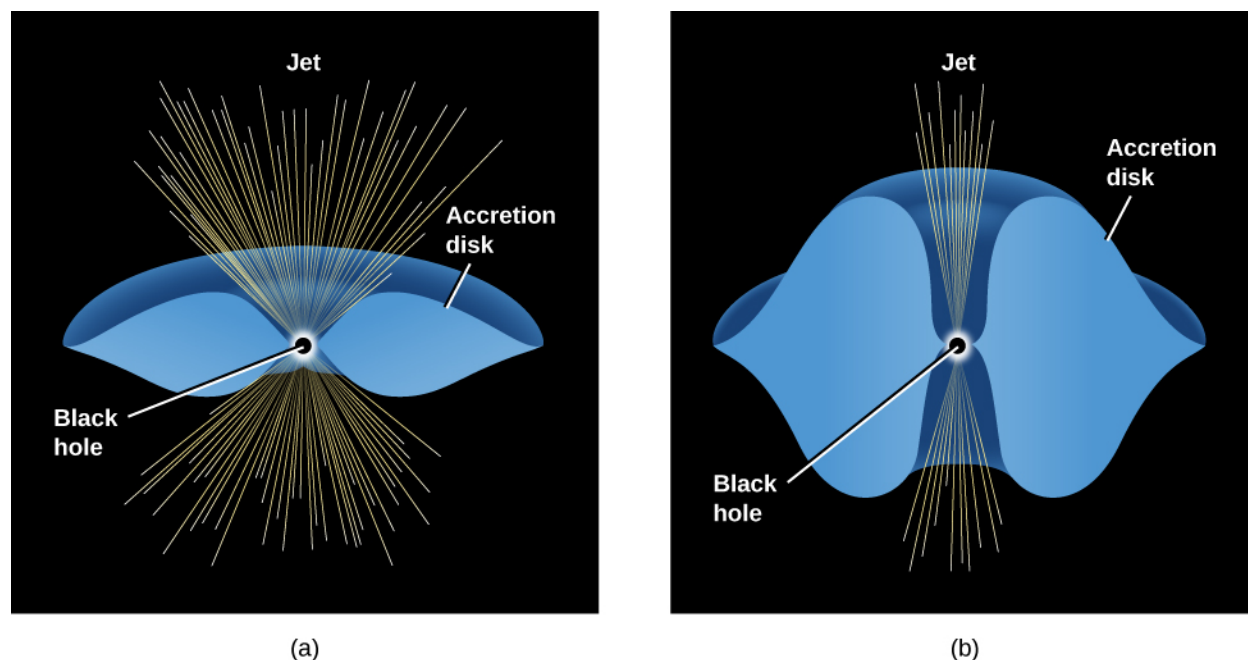 Jet
Accretion
disk
Black
hole
(a)
Jet
Accretion
disk
Black
hole
(b)